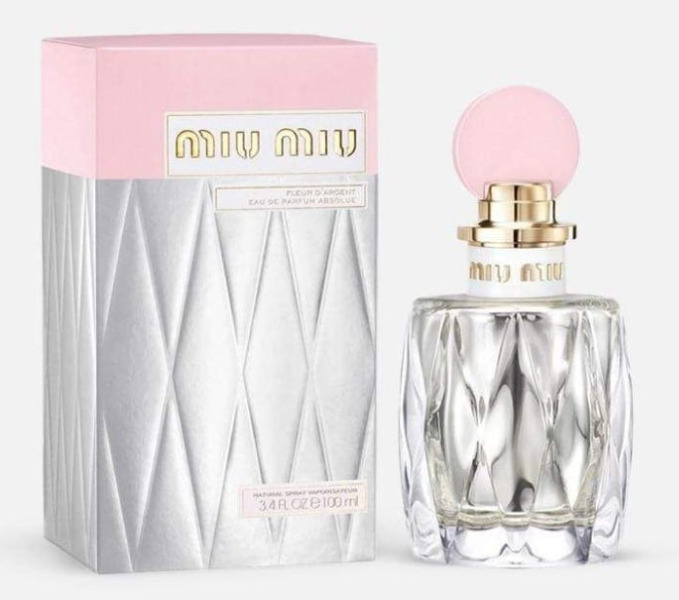 miu miu
FLEUR D'ARGENT
EAU DE PARFUM ABSOLUE
NATURAL SPRAY VAPORISATEUR
3.4 FL.OZ e 100 ml
miu miu